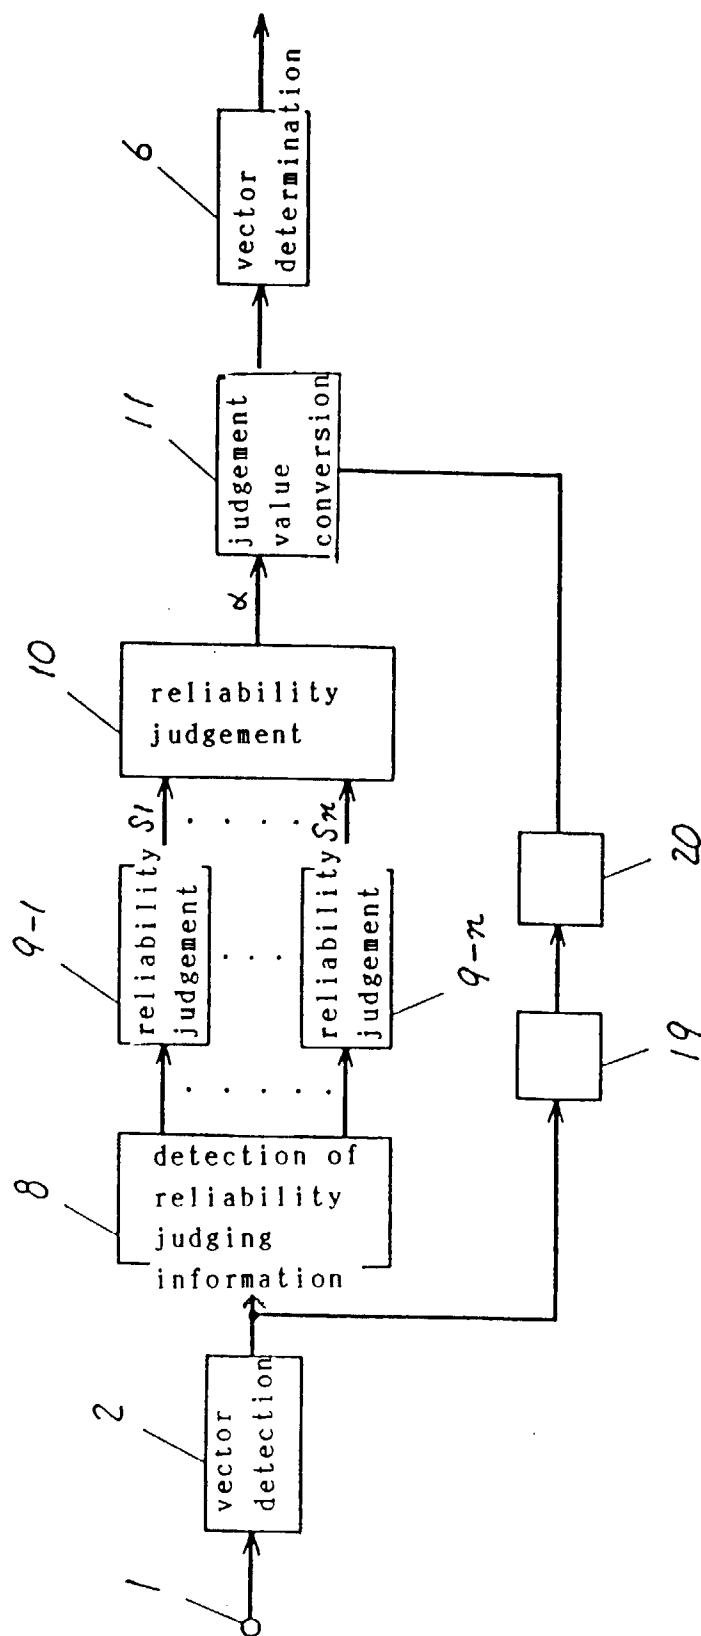 1
2
vector
detection
8
detection of
reliability
judging
information
9-1
reliability
judgement
. . . . .
. . .
reliability
judgement
9-n
S1
. . . . .
Sn
10
reliability
judgement
α
11
judgement
value
conversion
6
vector
determination
19
20